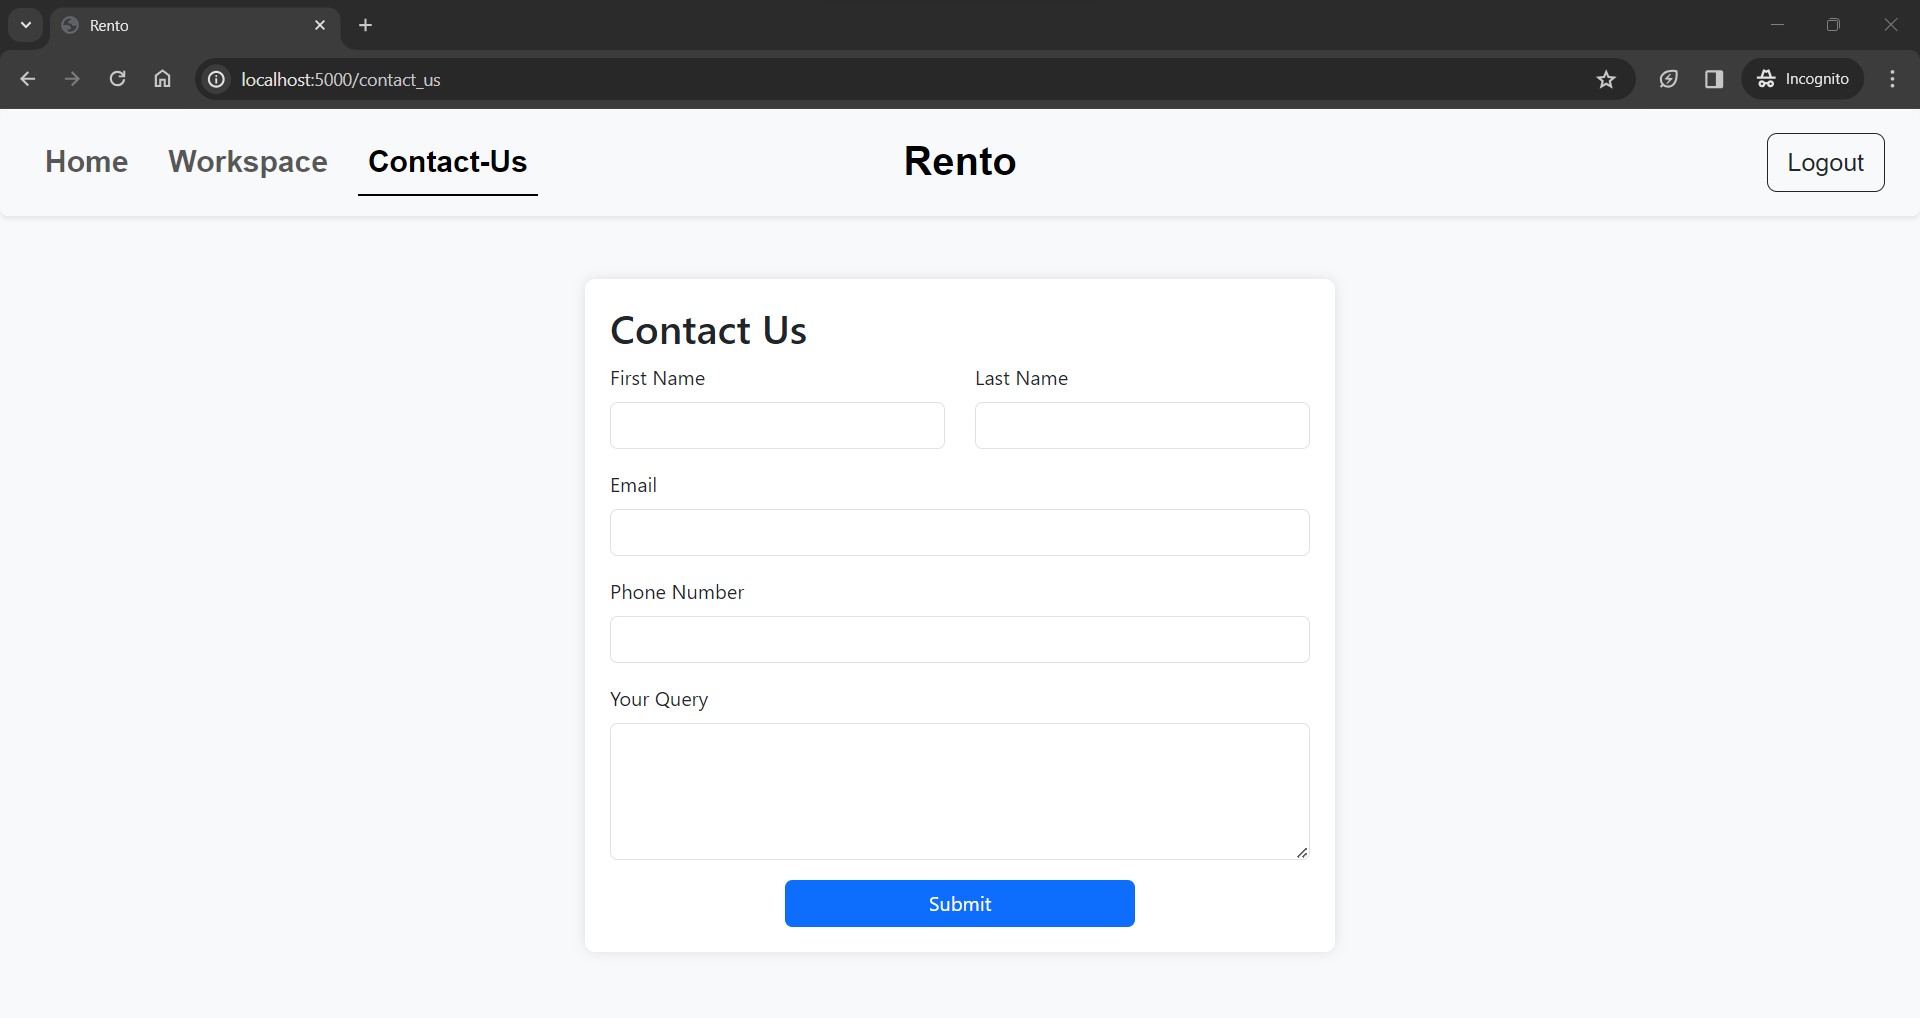 Rento
localhost:5000/contact_us
Incognito
Home Workspace Contact-Us Rento Logout
Contact Us
First Name Last Name
Email
Phone Number
Your Query
Submit